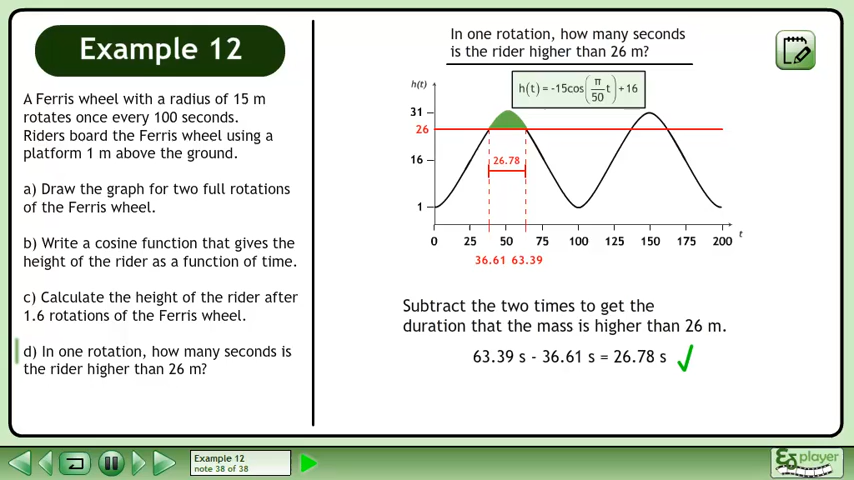 Example 12
A Ferris wheel with a radius of 15 m
rotates once every 100 seconds.
Riders board the Ferris wheel using a
platform 1 m above the ground.
a) Draw the graph for two full rotations
of the Ferris wheel.
b) Write a cosine function that gives the
height of the rider as a function of time.
c) Calculate the height of the rider after
1.6 rotations of the Ferris wheel.
d) In one rotation, how many seconds is
the rider higher than 26 m?
In one rotation, how many seconds
is the rider higher than 26 m?
h(t)
h(t) = -15cos(π/50 t) + 16
31
26
16
1
26.78
0 25 50 75 100 125 150 175 200 t
36.61 63.39
Subtract the two times to get the
duration that the mass is higher than 26 m.
63.39 s - 36.61 s = 26.78 s
Example 12
note 38 of 38
player